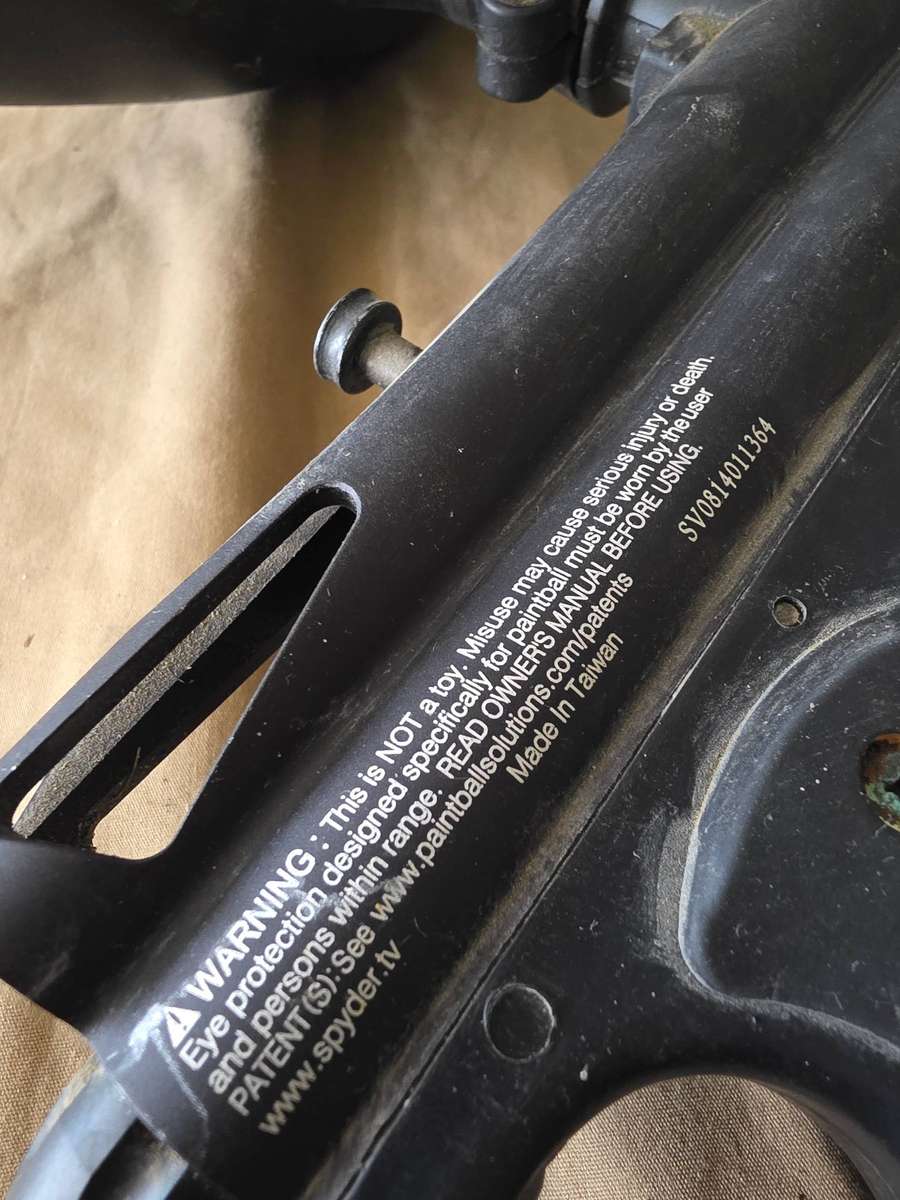 ⚠WARNING : This is NOT a toy. Misuse may cause serious injury or death.
Eye protection designed specifically for paintball must be worn by the user
and persons within range. READ OWNER'S MANUAL BEFORE USING.
PATENT(S):See www.paintballsolutions.com/patents
www.spyder.tv Made In Taiwan
SV0814011364